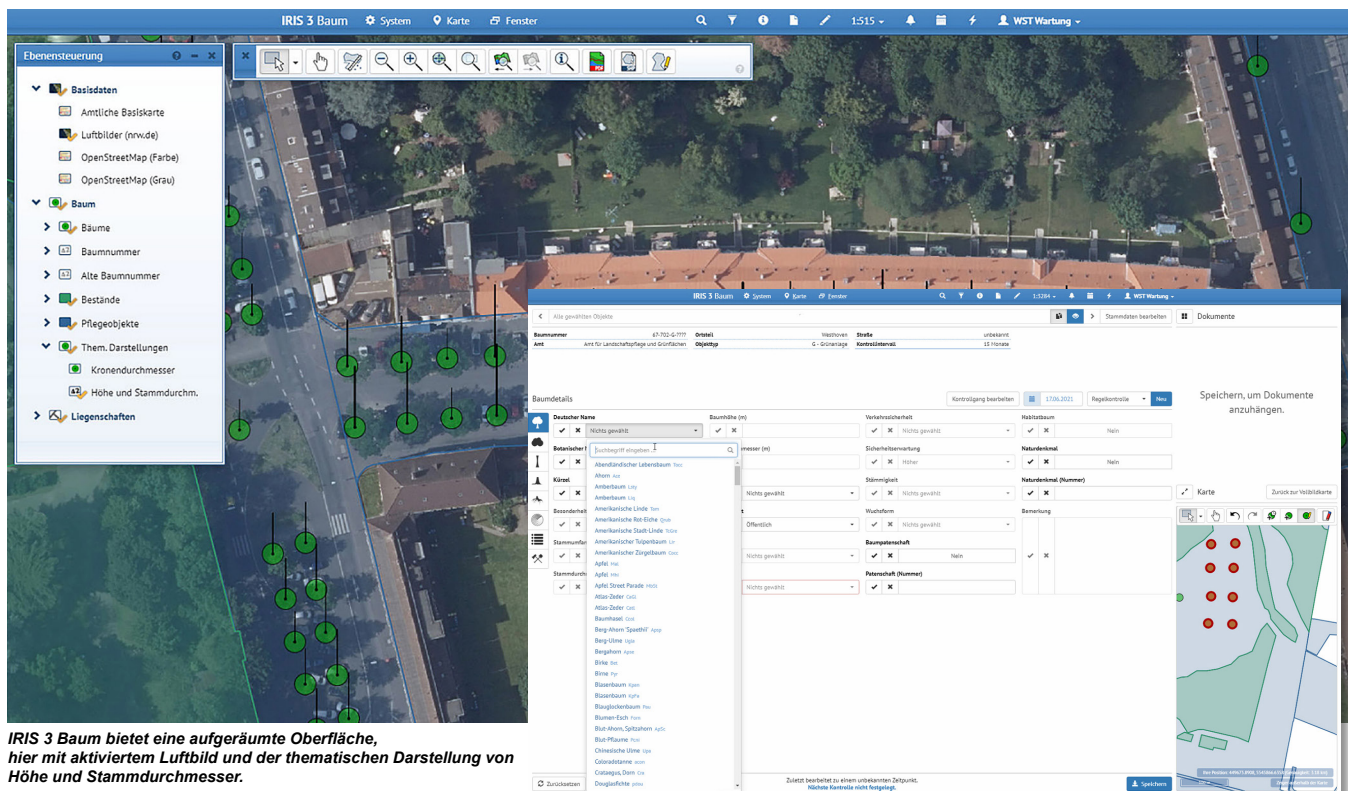 IRIS 3 Baum System Karte Fenster 1:515 WST Wartung
Ebenensteuerung
Basisdaten
Amtliche Basiskarte
Luftbilder (nrw.de)
OpenStreetMap (Farbe)
OpenStreetMap (Grau)
Baum
Bäume
Baumnummer
Alte Baumnummer
Bestände
Pflegeobjekte
Them. Darstellungen
Kronendurchmesser
Höhe und Stammdurchm.
Liegenschaften
PDF
IRIS 3 Baum System Karte Fenster 1:5284 WST Wartung
Alle gewählten Objekte Stammdaten bearbeiten Dokumente
Baumnummer 67-702-G-???? Ortsteil Westhoven Straße unbekannt
Amt Amt für Landschaftspflege und Grünflächen Objekttyp G - Grünanlage Kontrollintervall 15 Monate
Speichern, um Dokumente
anzuhängen.
Baumdetails Kontrollgang bearbeiten 17.06.2021 Regelkontrolle Neu
Deutscher Name Baumhöhe (m) Verkehrssicherheit Habitatbaum
Nichts gewählt Nichts gewählt Nein
Suchbegriff eingeben ...
Botanischer Sicherheitserwartung Naturdenkmal
Höher Nein
Kürzel Stämmigkeit Naturdenkmal (Nummer)
Nichts gewählt Nichts gewählt
Besonderheit Wuchsform Bemerkung
Öffentlich Nichts gewählt
Stammumfan Baumpatenschaft
Nichts gewählt Nein
Stammdurch Patenschaft (Nummer)
Nichts gewählt
Abendländischer Lebensbaum
Ahorn
Amberbaum
Amberbaum
Amerikanische Linde
Amerikanische Rot-Eiche
Amerikanische Stadt-Linde
Amerikanischer Tulpenbaum
Amerikanischer Zürgelbaum
Apfel
Apfel
Apfel Street Parade
Atlas-Zeder
Atlas-Zeder
Baumhasel
Berg-Ahorn 'Spaethii'
Berg-Ulme
Bergahorn
Birke
Birne
Blasenbaum
Blasenbaum
Blauglockenbaum
Blumen-Esch
Blut-Ahorn, Spitzahorn
Blut-Pflaume
Chinesische Ulme
Coloradotanne
Crataegus, Dorn
Douglasfichte
Karte Zurück zur Vollbildkarte
Zurücksetzen Zuletzt bearbeitet zu einem unbekannten Zeitpunkt. Speichern
Nächste Kontrolle nicht festgelegt.
IRIS 3 Baum bietet eine aufgeräumte Oberfläche,
hier mit aktiviertem Luftbild und der thematischen Darstellung von
Höhe und Stammdurchmesser.